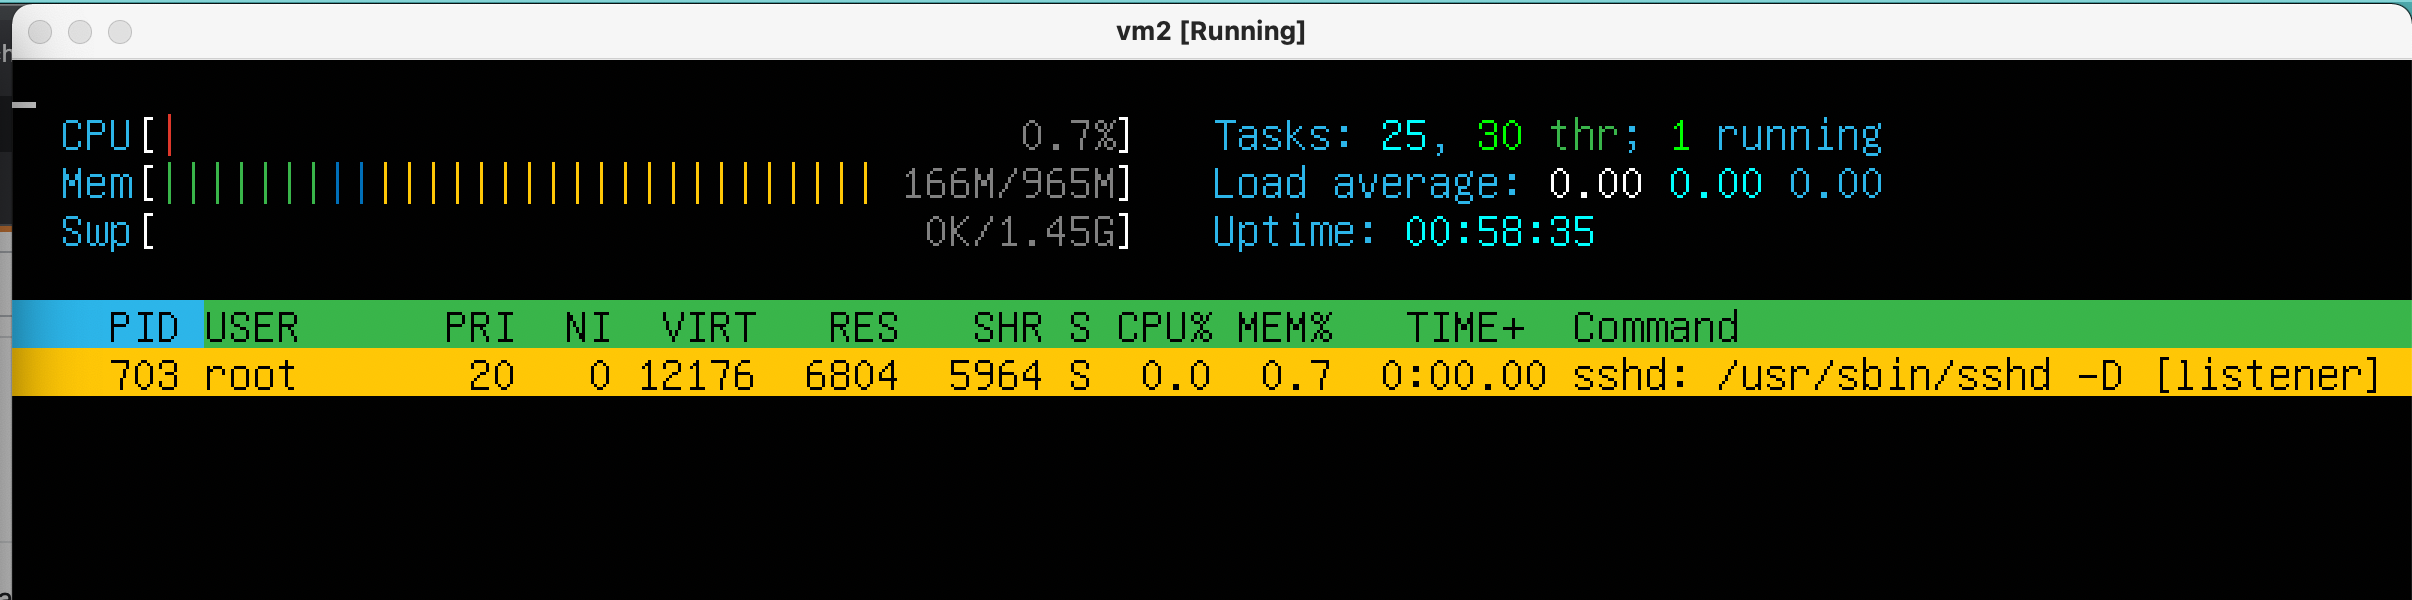 vm2 [Running]
CPU[| 0.7%] Tasks: 25, 30 thr; 1 running
Mem[|||||||||||||||||||||||||||||| 166M/965M] Load average: 0.00 0.00 0.00
Swp[ 0K/1.45G] Uptime: 00:58:35
PID USER PRI NI VIRT RES SHR S CPU% MEM% TIME+ Command
703 root 20 0 12176 6804 5964 S 0.0 0.7 0:00.00 sshd: /usr/sbin/sshd -D [listener]